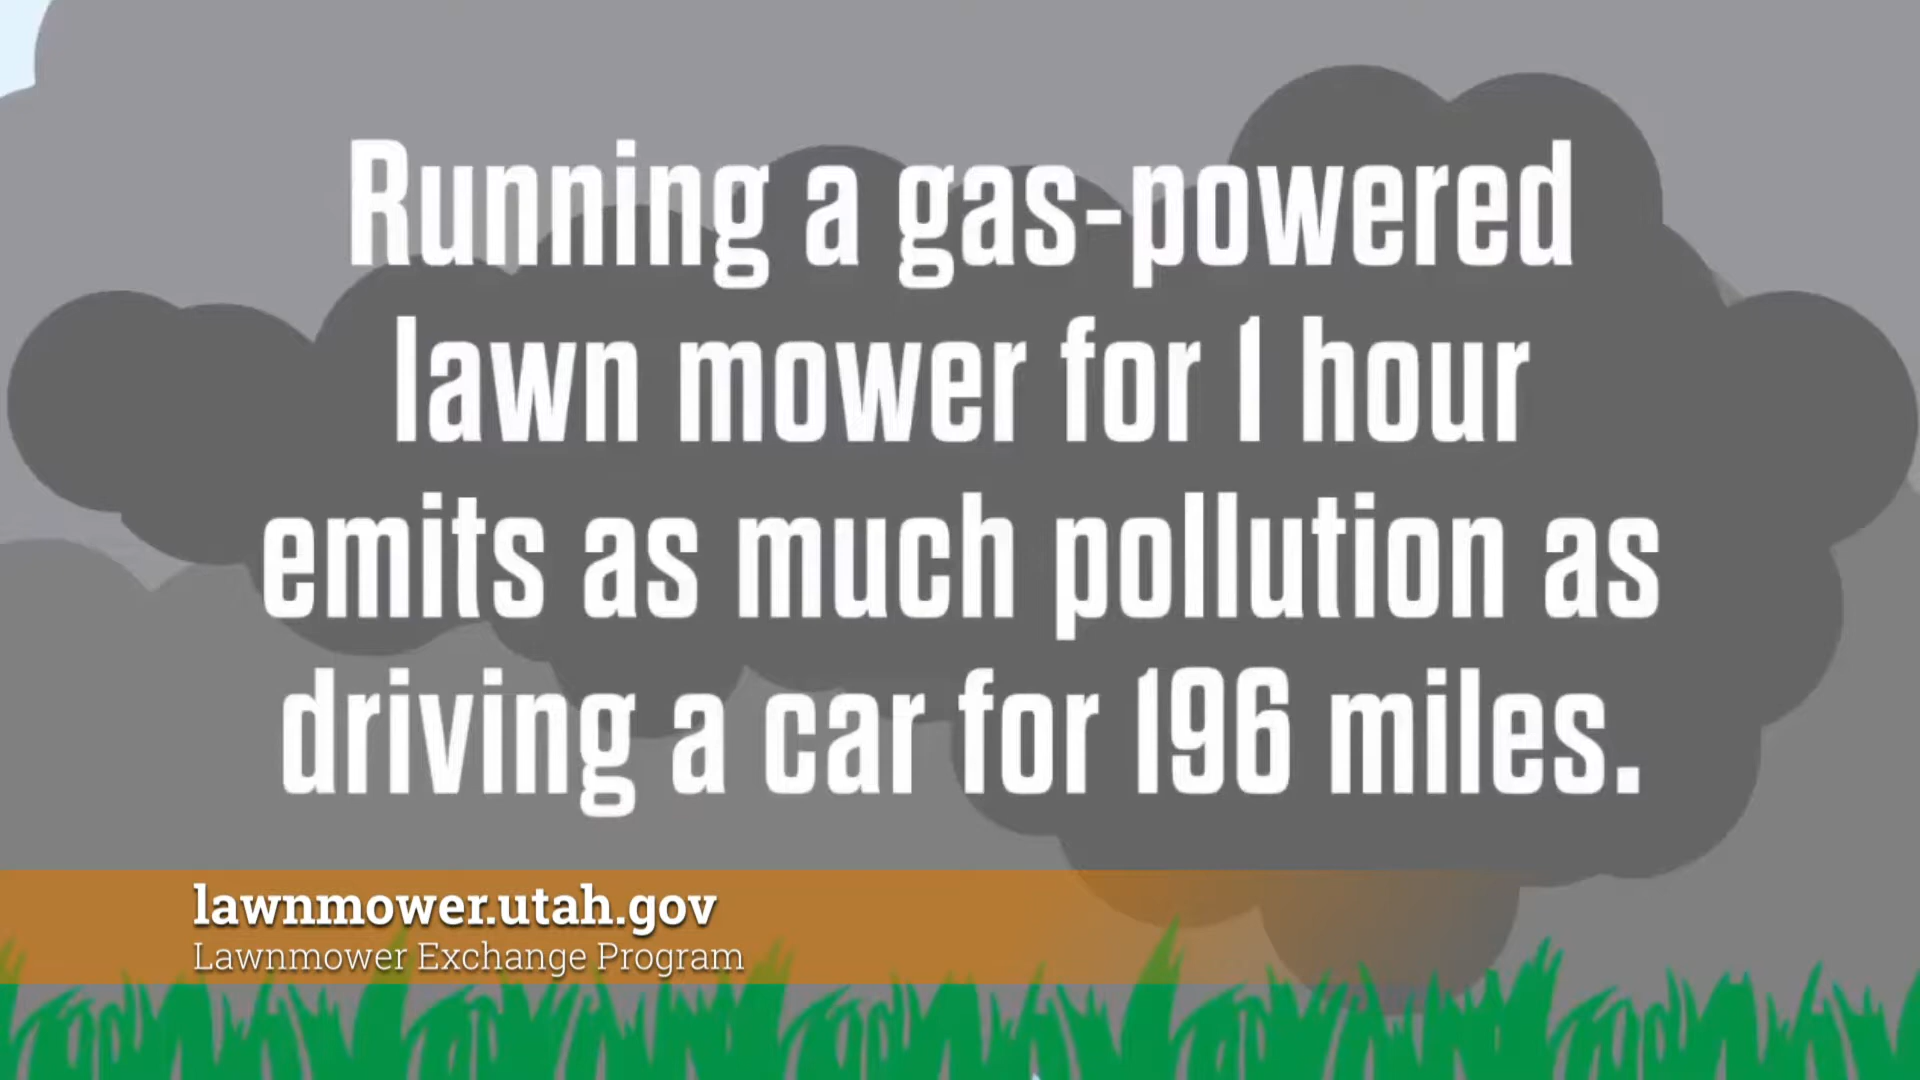 Running a gas-powered
lawn mower for 1 hour
emits as much pollution as
driving a car for 196 miles.
lawnmower.utah.gov
Lawnmower Exchange Program